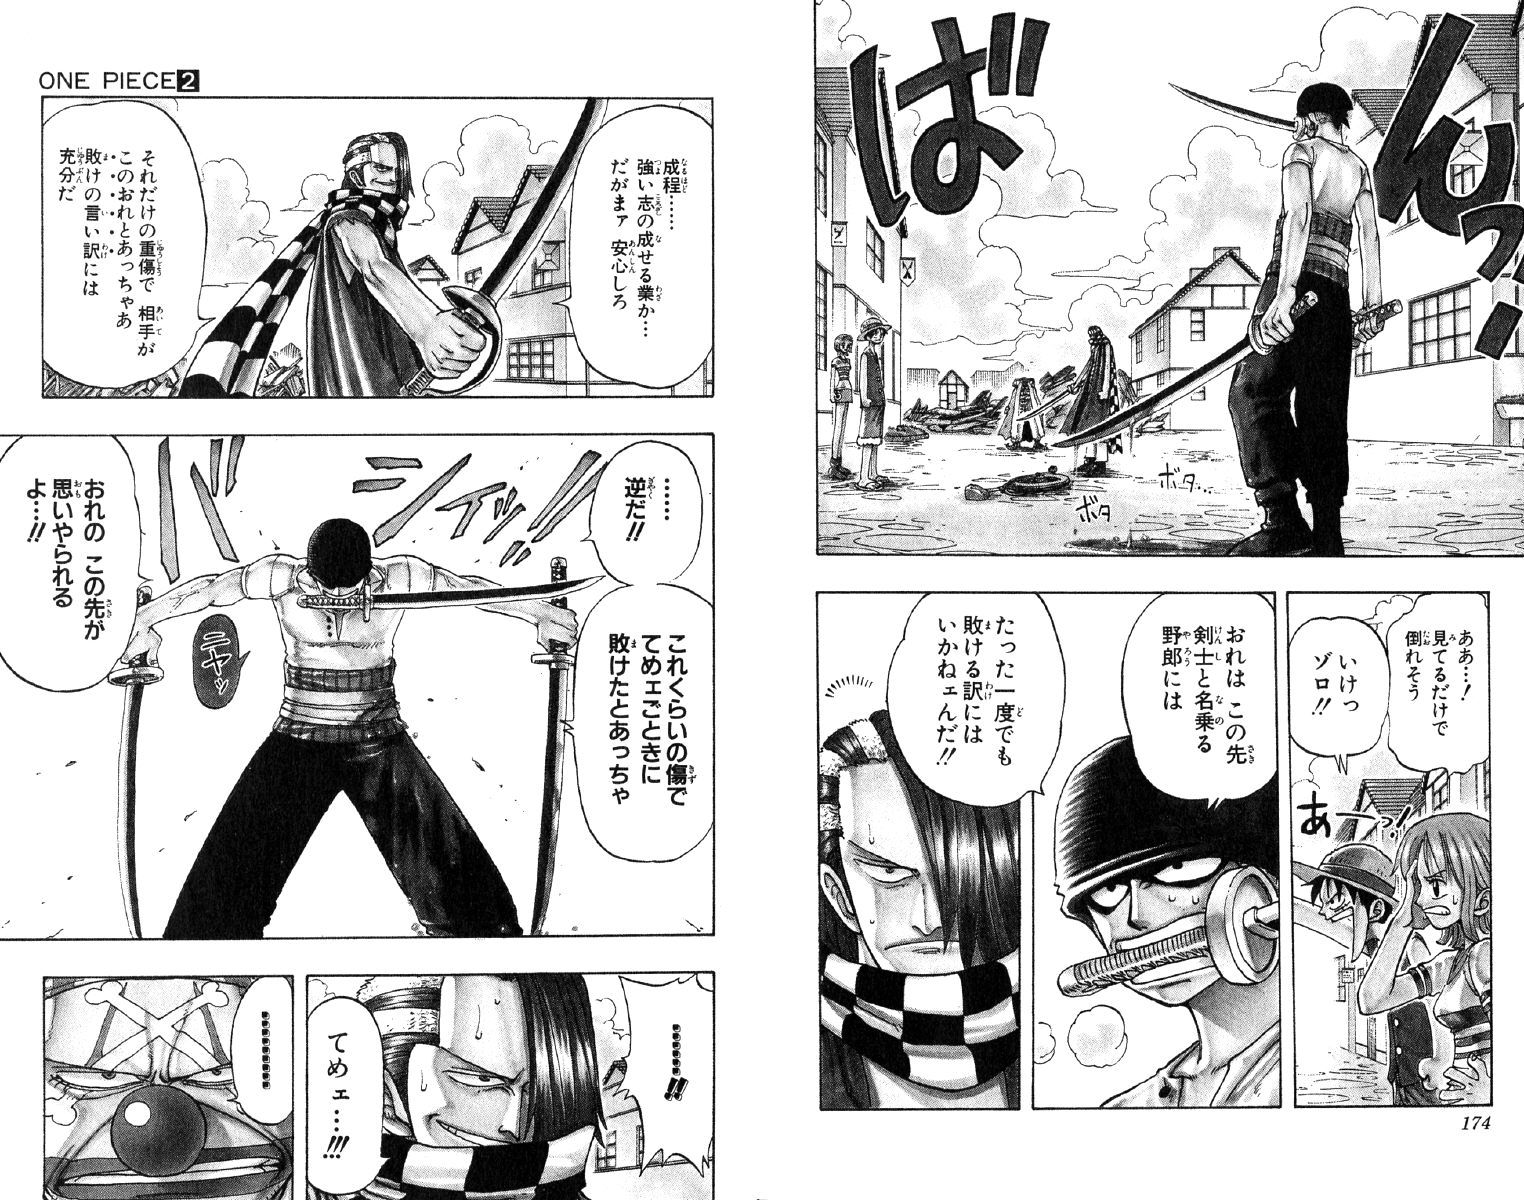 ばんっ!
ボタ…
ボタ
ああ…!
見てるだけで
倒れそう
いけっ
ゾロ!!
あーっ!
おれは この先
剣士と名乗る
野郎には
たった一度でも
敗ける訳には
いかねェんだ!!
174
ONE PIECE 2
成程……
強い志の成せる業か…
だがまァ 安心しろ
それだけの重傷で 相手が
このおれとあっちゃあ
敗けの言い訳には
充分だ
……
逆だ!!
これくらいの傷で
てめェごときに
敗けたとあっちゃ
おれの この先が
思いやられる
よ…!!
ニヤッ
…………!!
てめェ…!!!
…………